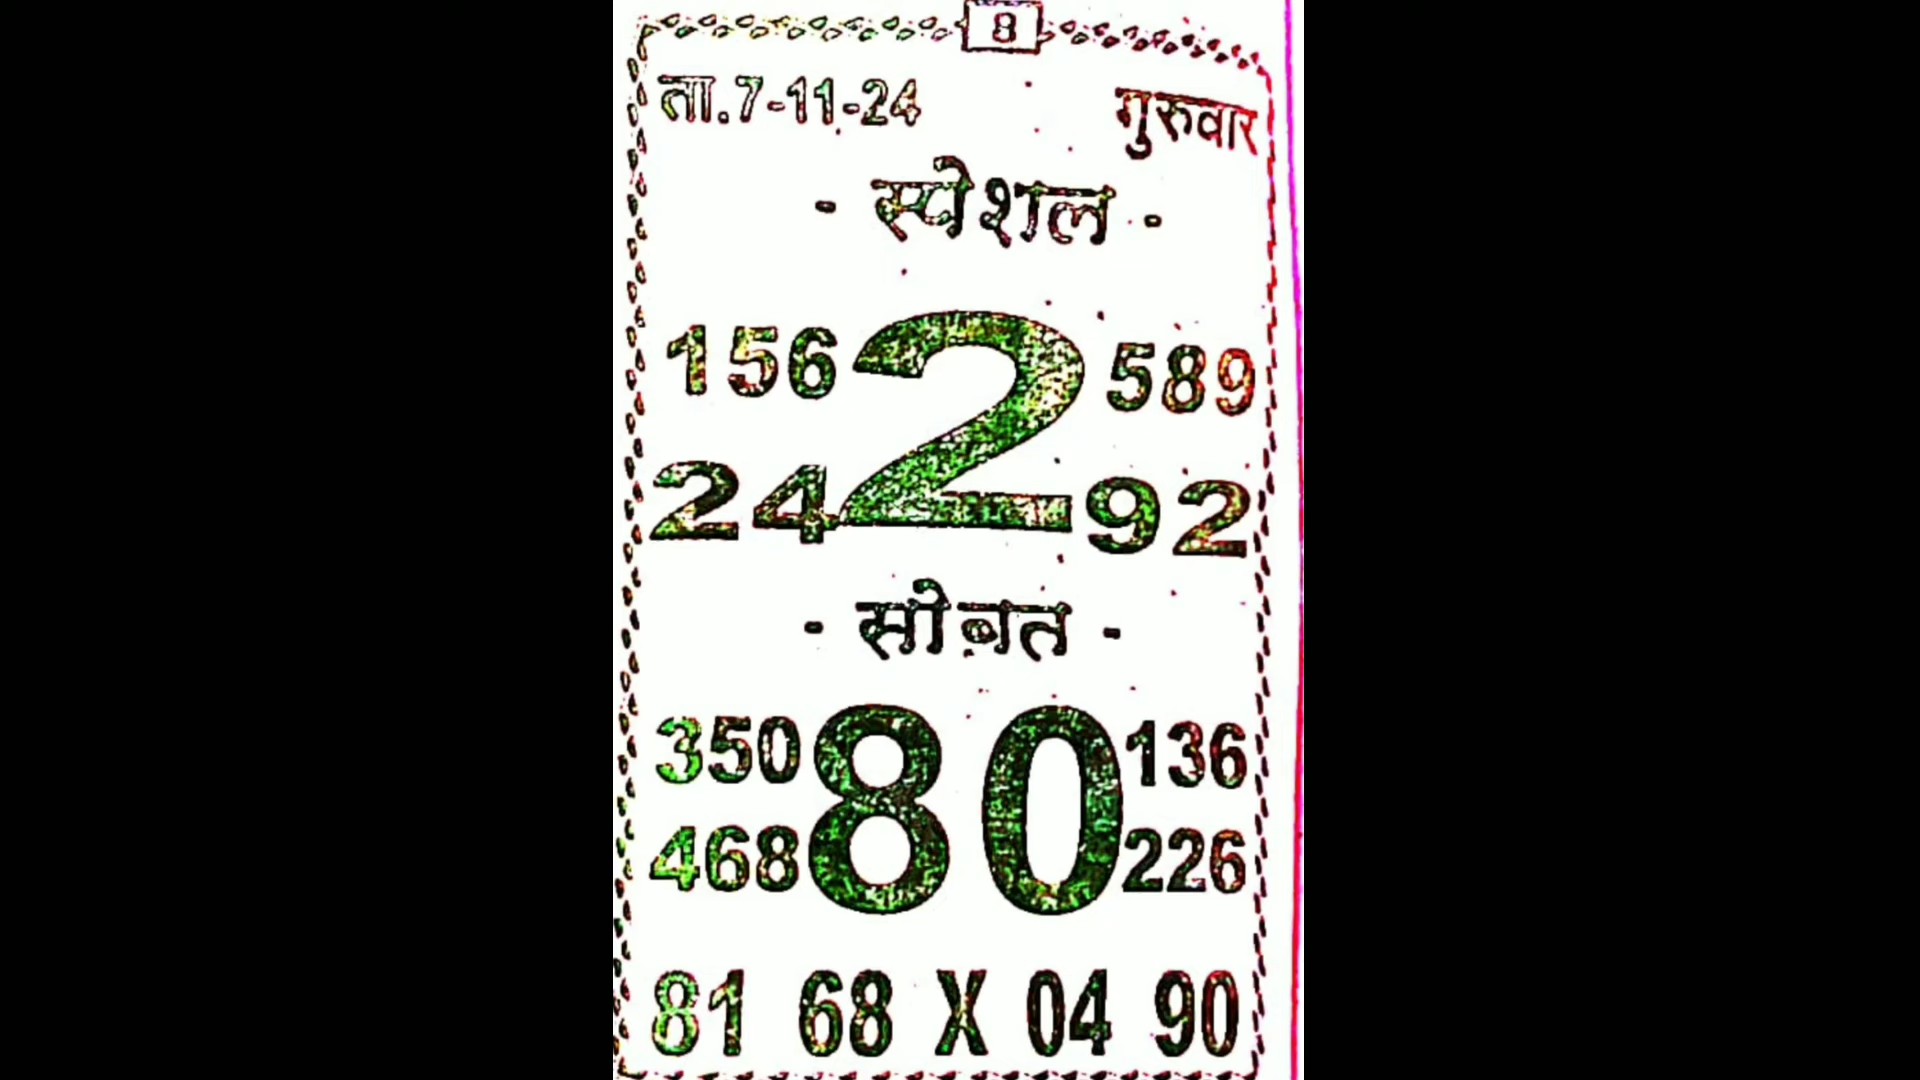 8
ता.7-11-24 गुरुवार
- स्पेशल -
156 2 589
24 92
- सोबत -
350 80 136
468 226
81 68 X 04 90